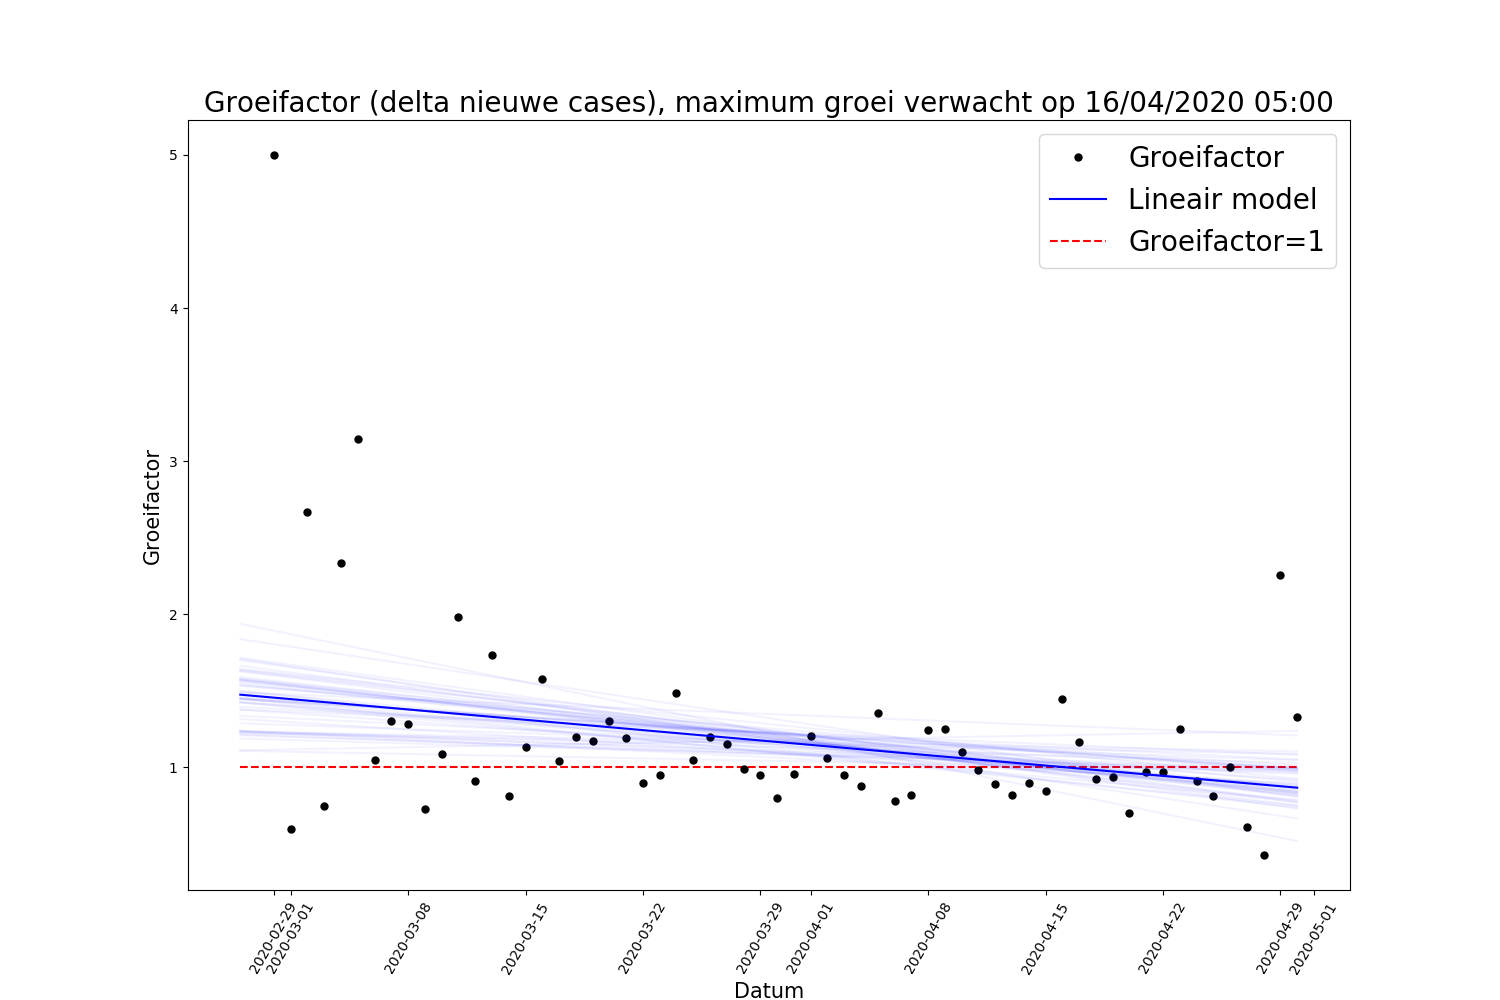 Groeifactor (delta nieuwe cases), maximum groei verwacht op 16/04/2020 05:00
Groeifactor
Lineair model
Groeifactor=1
5
4
3
2
1
Groeifactor
2020-02-29
2020-03-01
2020-03-08
2020-03-15
2020-03-22
2020-03-29
2020-04-01
2020-04-08
2020-04-15
2020-04-22
2020-04-29
2020-05-01
Datum